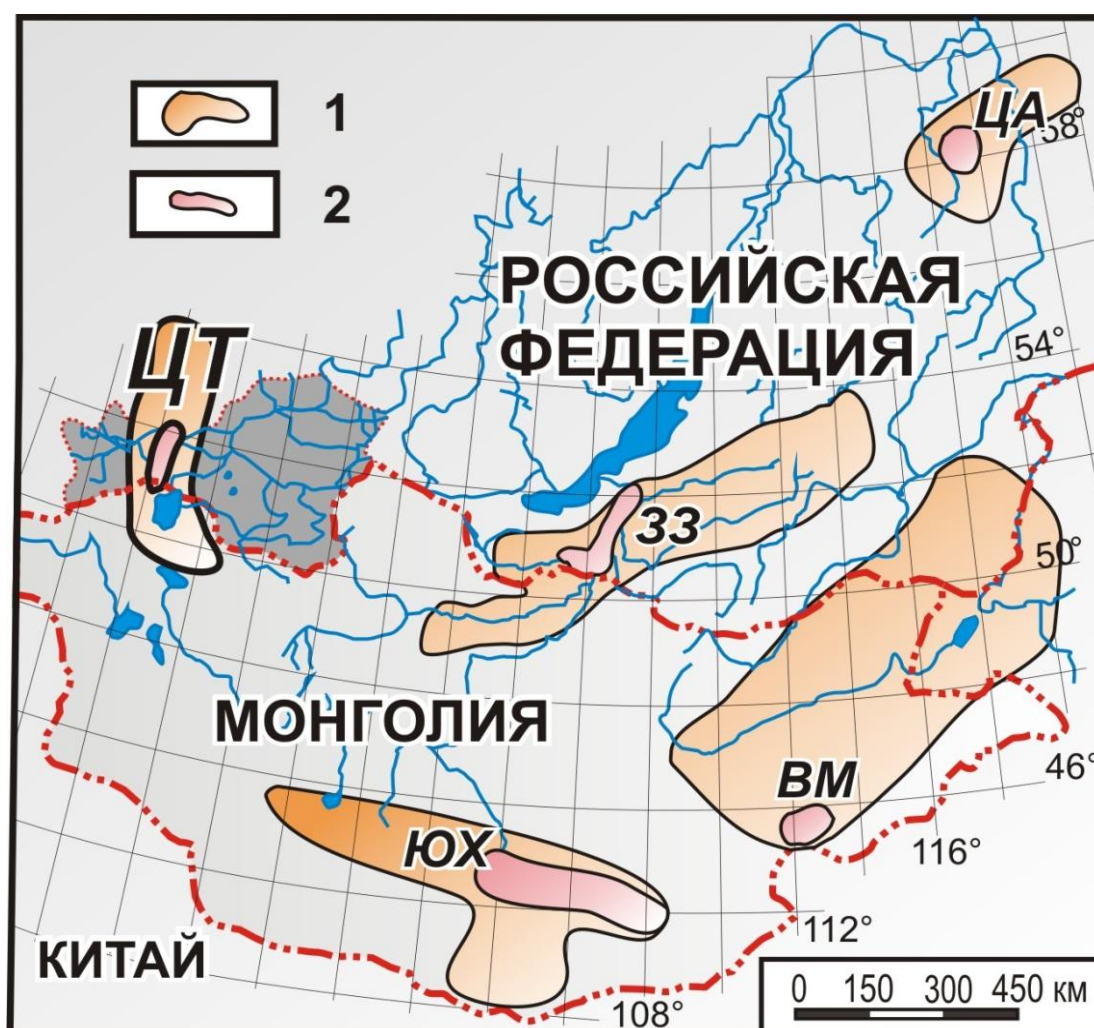 1
2
ЦА
58°
РОССИЙСКАЯ
ФЕДЕРАЦИЯ
ЦТ
54°
ЗЗ
50°
МОНГОЛИЯ
46°
ВМ
116°
ЮХ
112°
КИТАЙ
108°
0 150 300 450 км